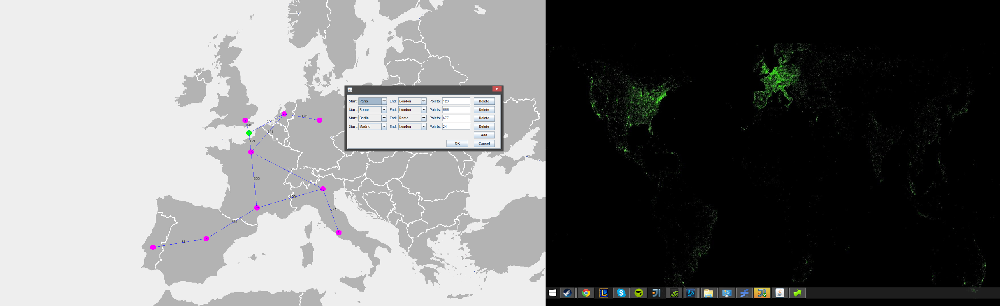 184
230
50
275
121
367
300
198
241
250
124
Start: Paris End: London Points: 123 Delete
Start: Rome End: London Points: 555 Delete
Start: Berlin End: Rome Points: 677 Delete
Start: Madrid End: London Points: 24 Delete
Add
OK Cancel